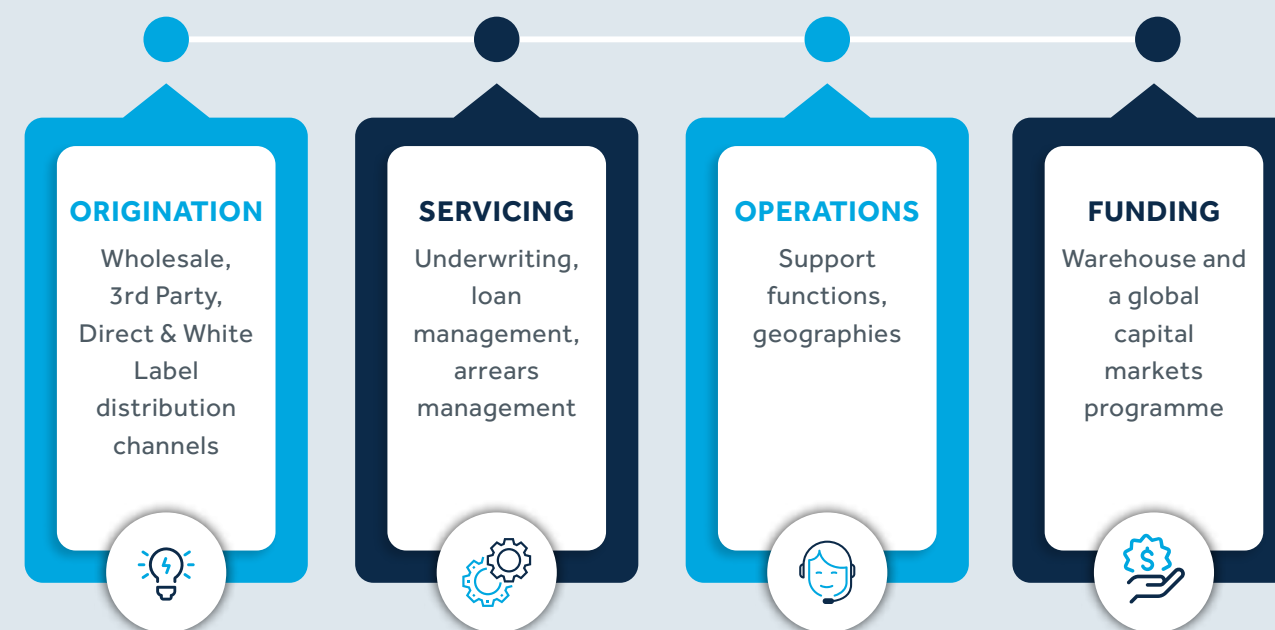 ORIGINATION
Wholesale,
3rd Party,
Direct & White
Label
distribution
channels
SERVICING
Underwriting,
loan
management,
arrears
management
OPERATIONS
Support
functions,
geographies
FUNDING
Warehouse and
a global
capital
markets
programme
$